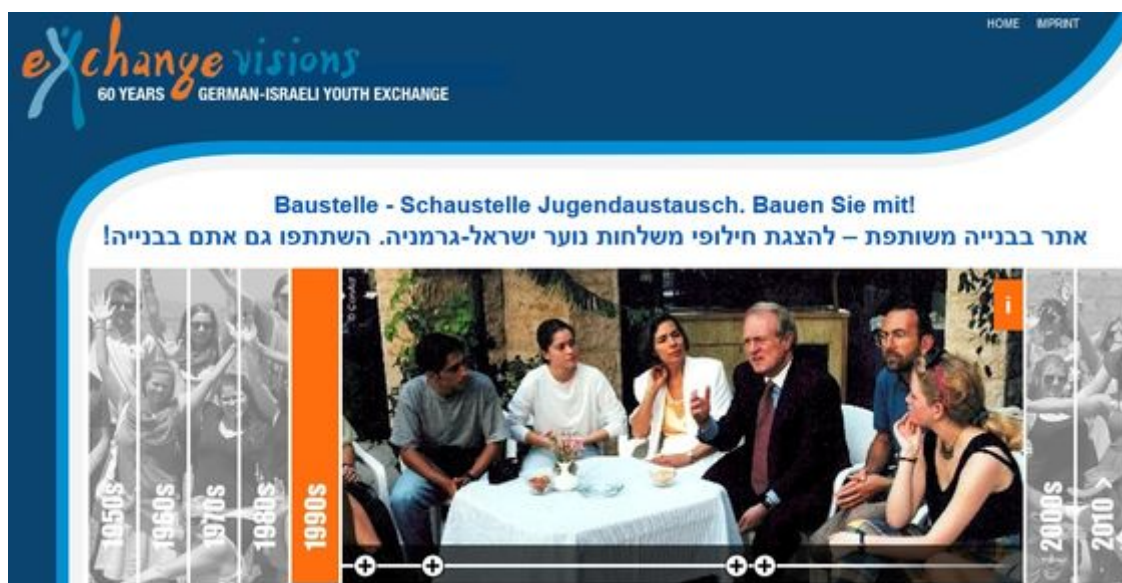 HOME IMPRINT
eXchange visions
60 YEARS GERMAN-ISRAELI YOUTH EXCHANGE
Baustelle - Schaustelle Jugendaustausch. Bauen Sie mit!
אתר בבנייה משותפת – להצגת חילופי משלחות נוער ישראל-גרמניה. השתתפו גם אתם בבנייה!
1950s
1960s
1970s
1980s
1990s
i
2000s
2010 >